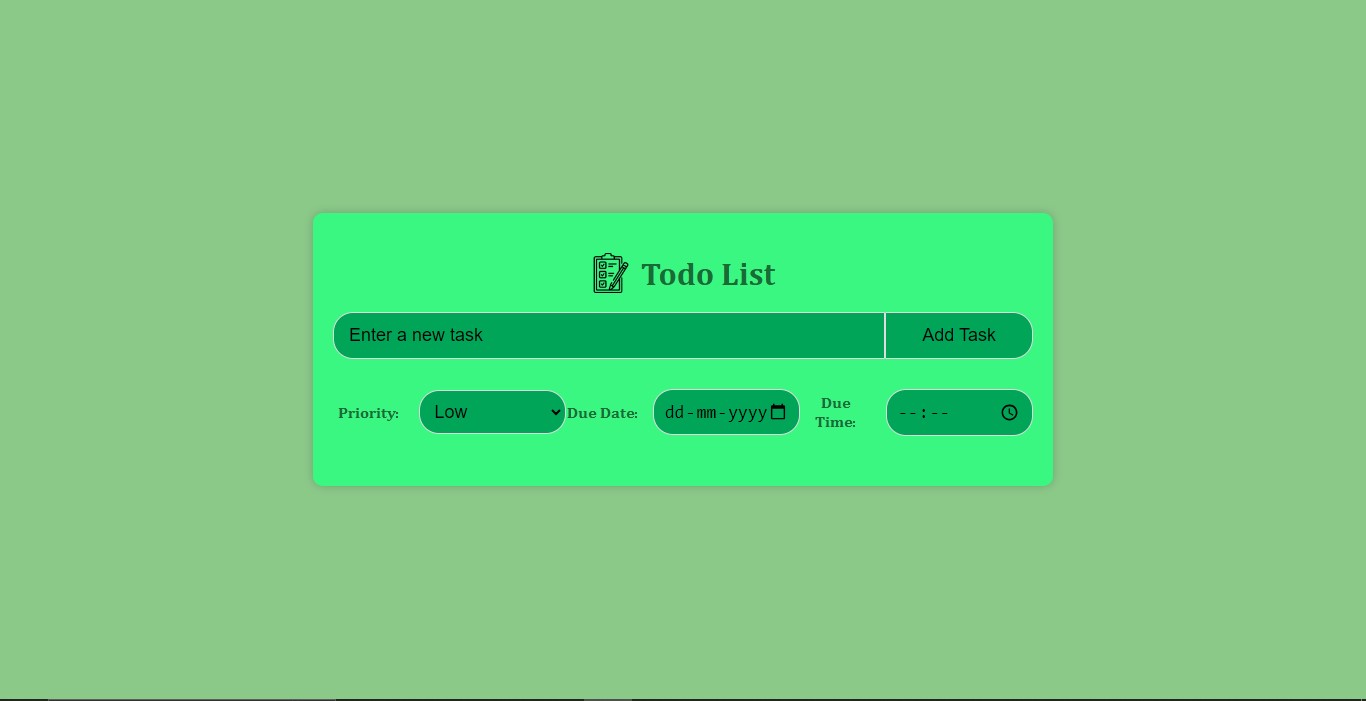 Todo List
Enter a new task
Add Task
Priority:
Low
Due Date:
dd-mm-yyyy
Due
Time:
--:--